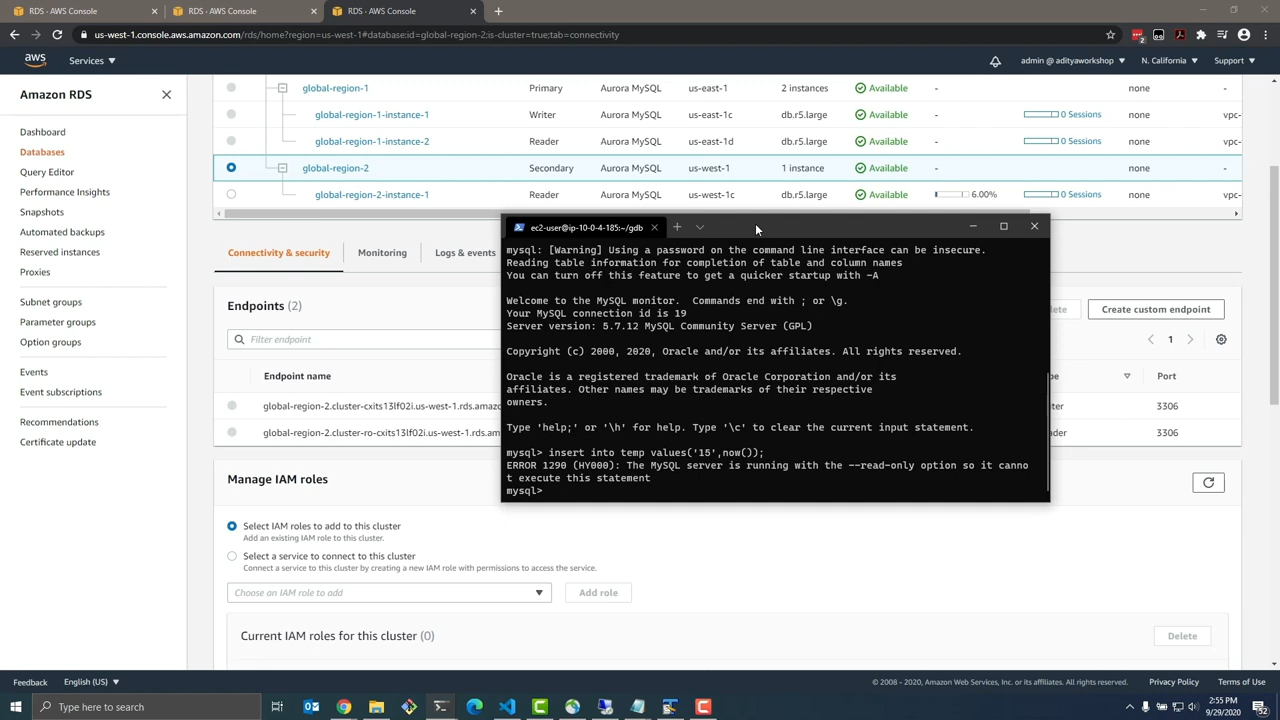 RDS · AWS Console
RDS · AWS Console
RDS · AWS Console
us-west-1.console.aws.amazon.com/rds/home?region=us-west-1#database:id=global-region-2;is-cluster=true;tab=connectivity
aws Services admin @ adityaworkshop N. California Support
Amazon RDS
Dashboard
Databases
Query Editor
Performance Insights
Snapshots
Automated backups
Reserved instances
Proxies
Subnet groups
Parameter groups
Option groups
Events
Event subscriptions
Recommendations
Certificate update
global-region-1 Primary Aurora MySQL us-east-1 2 instances Available - none -
global-region-1-instance-1 Writer Aurora MySQL us-east-1c db.r5.large Available 0 Sessions none vpc-
global-region-1-instance-2 Reader Aurora MySQL us-east-1d db.r5.large Available 0 Sessions none vpc-
global-region-2 Secondary Aurora MySQL us-west-1 1 instance Available - none -
global-region-2-instance-1 Reader Aurora MySQL us-west-1c db.r5.large Available 6.00% 0 Sessions none vpc-
Connectivity & security Monitoring Logs & events
Endpoints (2)
Create custom endpoint
Filter endpoint
1
Endpoint name
Port
global-region-2.cluster-cxits13lf02i.us-west-1.rds.amazo
3306
global-region-2.cluster-ro-cxits13lf02i.us-west-1.rds.am
3306
ec2-user@ip-10-0-4-185:~/gdb
mysql: [Warning] Using a password on the command line interface can be insecure.
Reading table information for completion of table and column names
You can turn off this feature to get a quicker startup with -A
Welcome to the MySQL monitor. Commands end with ; or \g.
Your MySQL connection id is 19
Server version: 5.7.12 MySQL Community Server (GPL)
Copyright (c) 2000, 2020, Oracle and/or its affiliates. All rights reserved.
Oracle is a registered trademark of Oracle Corporation and/or its
affiliates. Other names may be trademarks of their respective
owners.
Type 'help;' or '\h' for help. Type '\c' to clear the current input statement.
mysql> insert into temp values('15',now());
ERROR 1290 (HY000): The MySQL server is running with the --read-only option so it canno
t execute this statement
mysql>
Manage IAM roles
Select IAM roles to add to this cluster
Add an existing IAM role to this cluster.
Select a service to connect to this cluster
Connect a service to this cluster by creating a new IAM role with permissions to access the service.
Choose an IAM role to add
Add role
Current IAM roles for this cluster (0)
Delete
Feedback English (US) © 2008 - 2020, Amazon Web Services, Inc. or its affiliates. All rights reserved. Privacy Policy Terms of Use
Type here to search
2:55 PM
9/29/2020
52